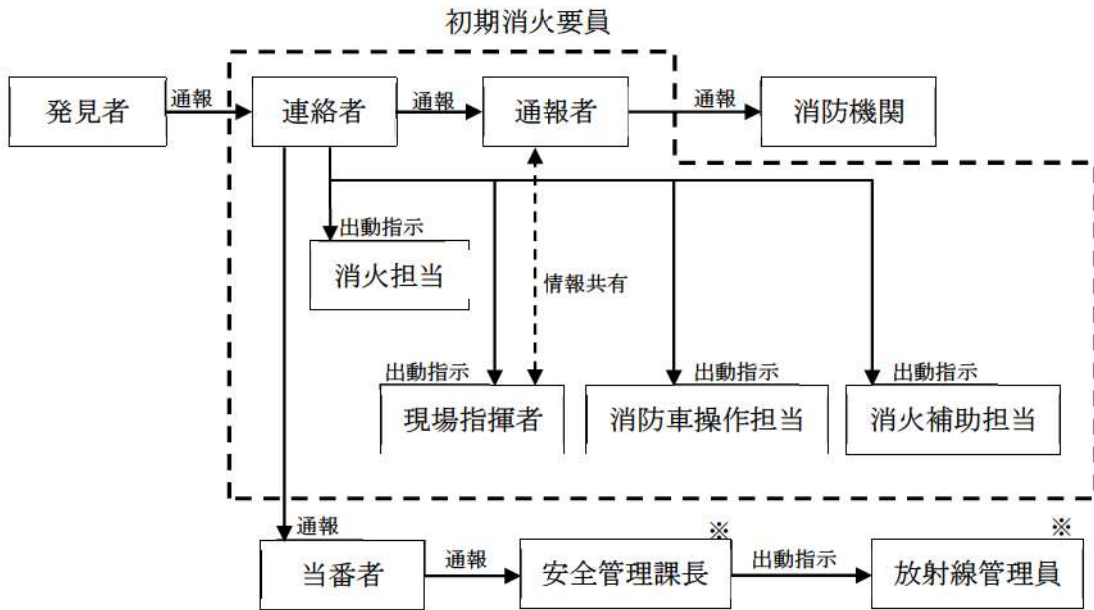 初期消火要員
発見者
通報
連絡者
通報
通報者
通報
消防機関
出動指示
消火担当
情報共有
出動指示
現場指揮者
出動指示
消防車操作担当
出動指示
消火補助担当
通報
当番者
通報
※
安全管理課長
出動指示
※
放射線管理員